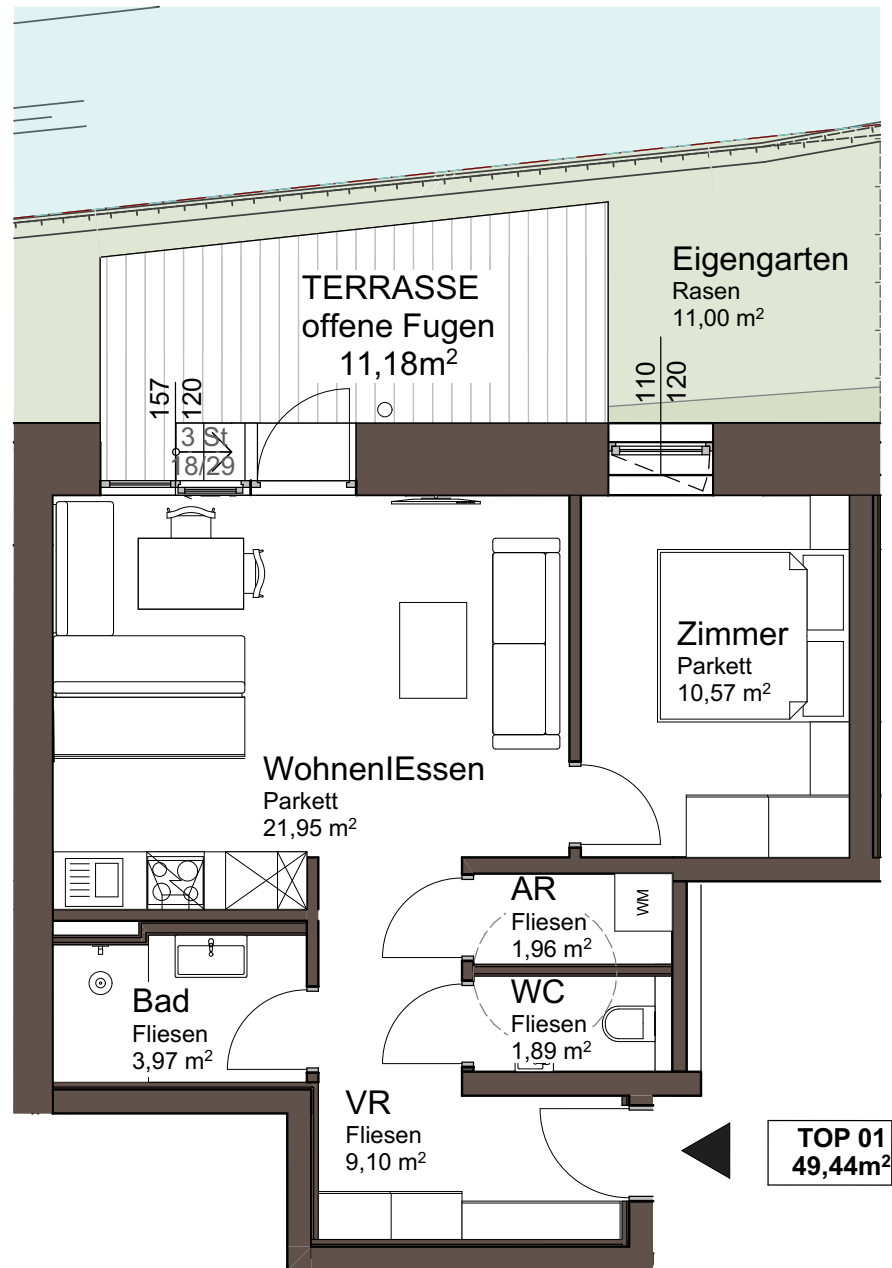 Eigengarten
Rasen
11,00 m²
TERRASSE
offene Fugen
11,18m²
157
120
110
120
3 St
18/29
Zimmer
Parkett
10,57 m²
WohnenIEssen
Parkett
21,95 m²
AR
Fliesen
1,96 m²
WM
WC
Fliesen
1,89 m²
Bad
Fliesen
3,97 m²
VR
Fliesen
9,10 m²
TOP 01
49,44m²